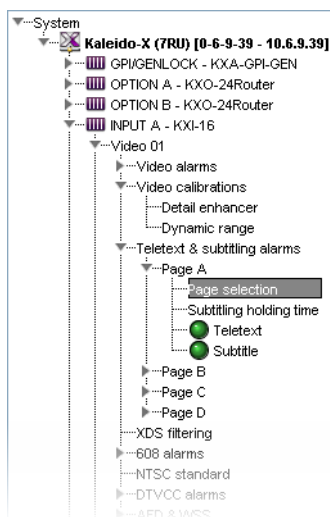 System
Kaleido-X (7RU) [0-6-9-39 - 10.6.9.39]
GPI/GENLOCK - KXA-GPI-GEN
OPTION A - KXO-24Router
OPTION B - KXO-24Router
INPUT A - KXI-16
Video 01
Video alarms
Video calibrations
Detail enhancer
Dynamic range
Teletext & subtitling alarms
Page A
Page selection
Subtitling holding time
Teletext
Subtitle
Page B
Page C
Page D
XDS filtering
608 alarms
NTSC standard
DTVCC alarms
AFD & WSS